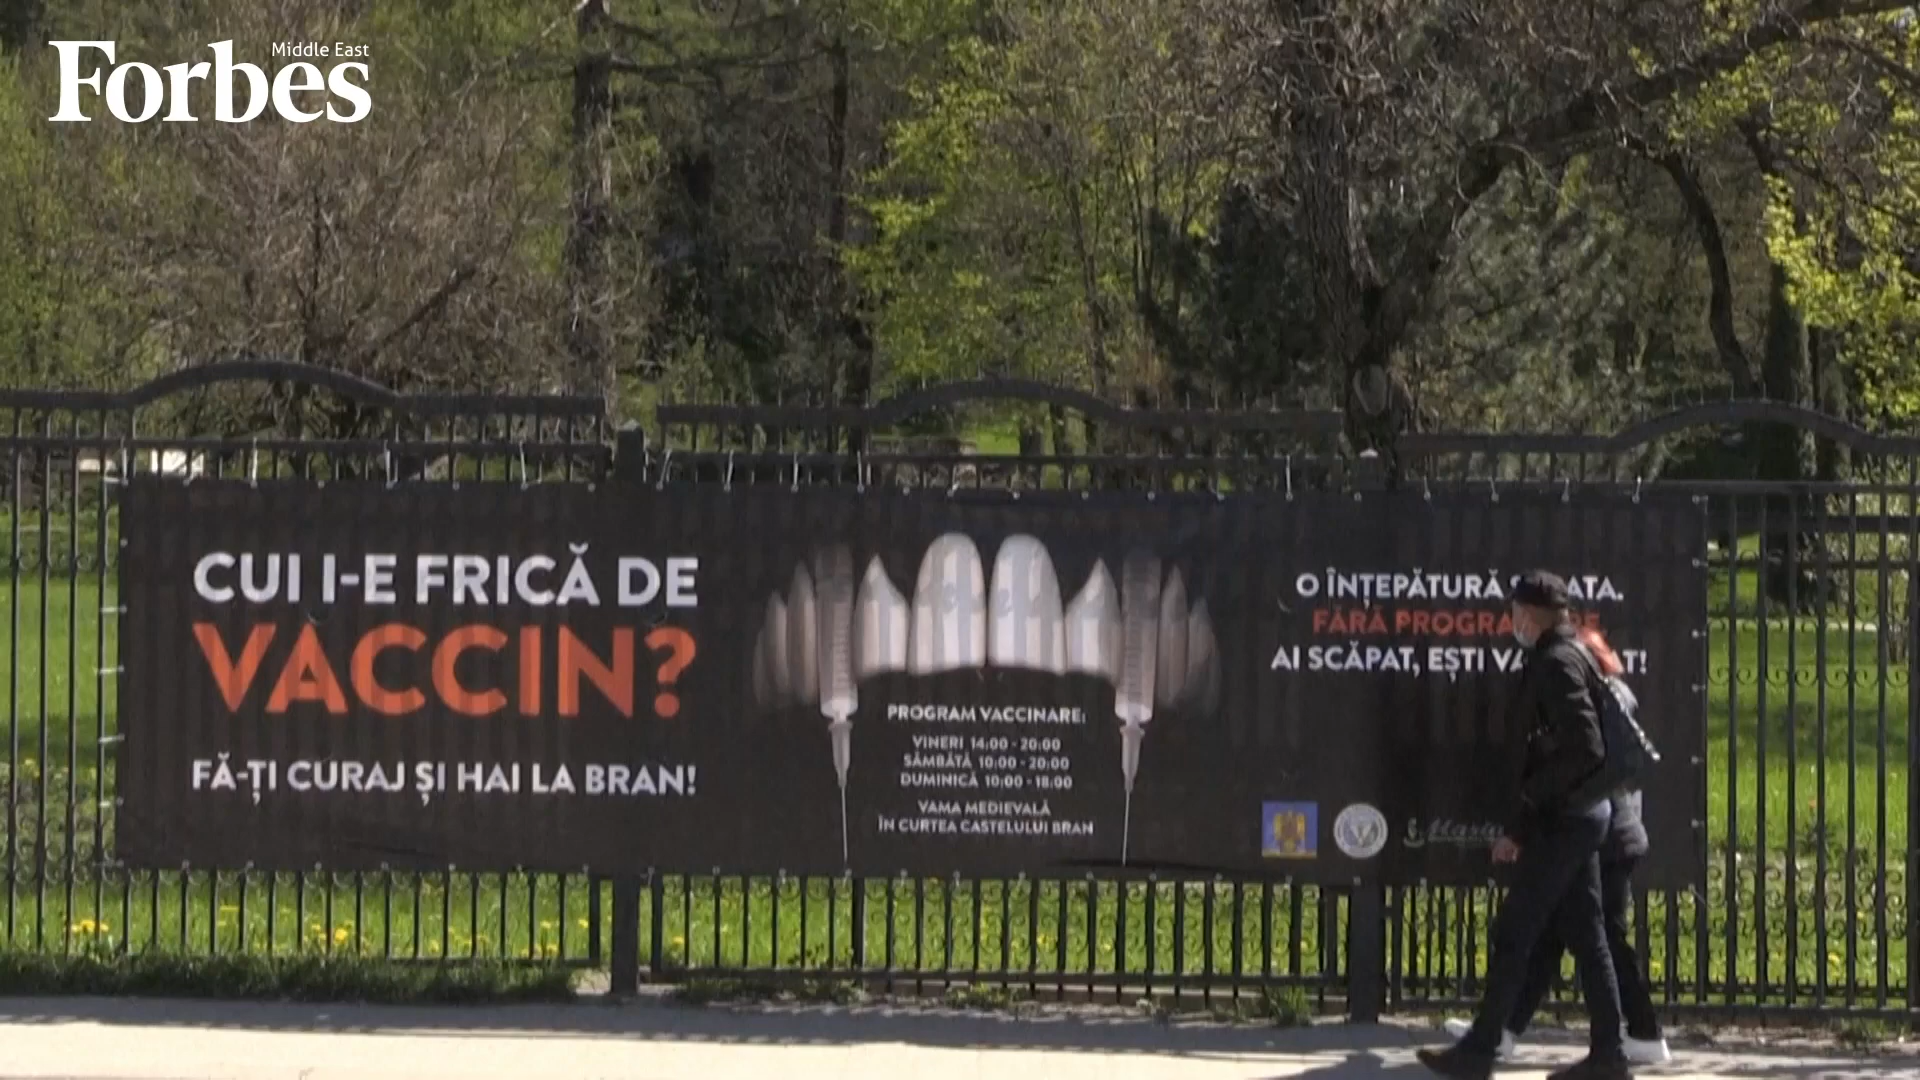 Forbes
Middle East
CUI I-E FRICĂ DE
VACCIN?
FĂ-ȚI CURAJ ȘI HAI LA BRAN!
PROGRAM VACCINARE:
VINERI 14:00 - 20:00
SÂMBĂTĂ 10:00 - 20:00
DUMINICĂ 10:00 - 18:00
VAMA MEDIEVALĂ
ÎN CURTEA CASTELULUI BRAN
O ÎNȚEPĂTURĂ
FĂRĂ
AI SCĂPAT, EȘTI